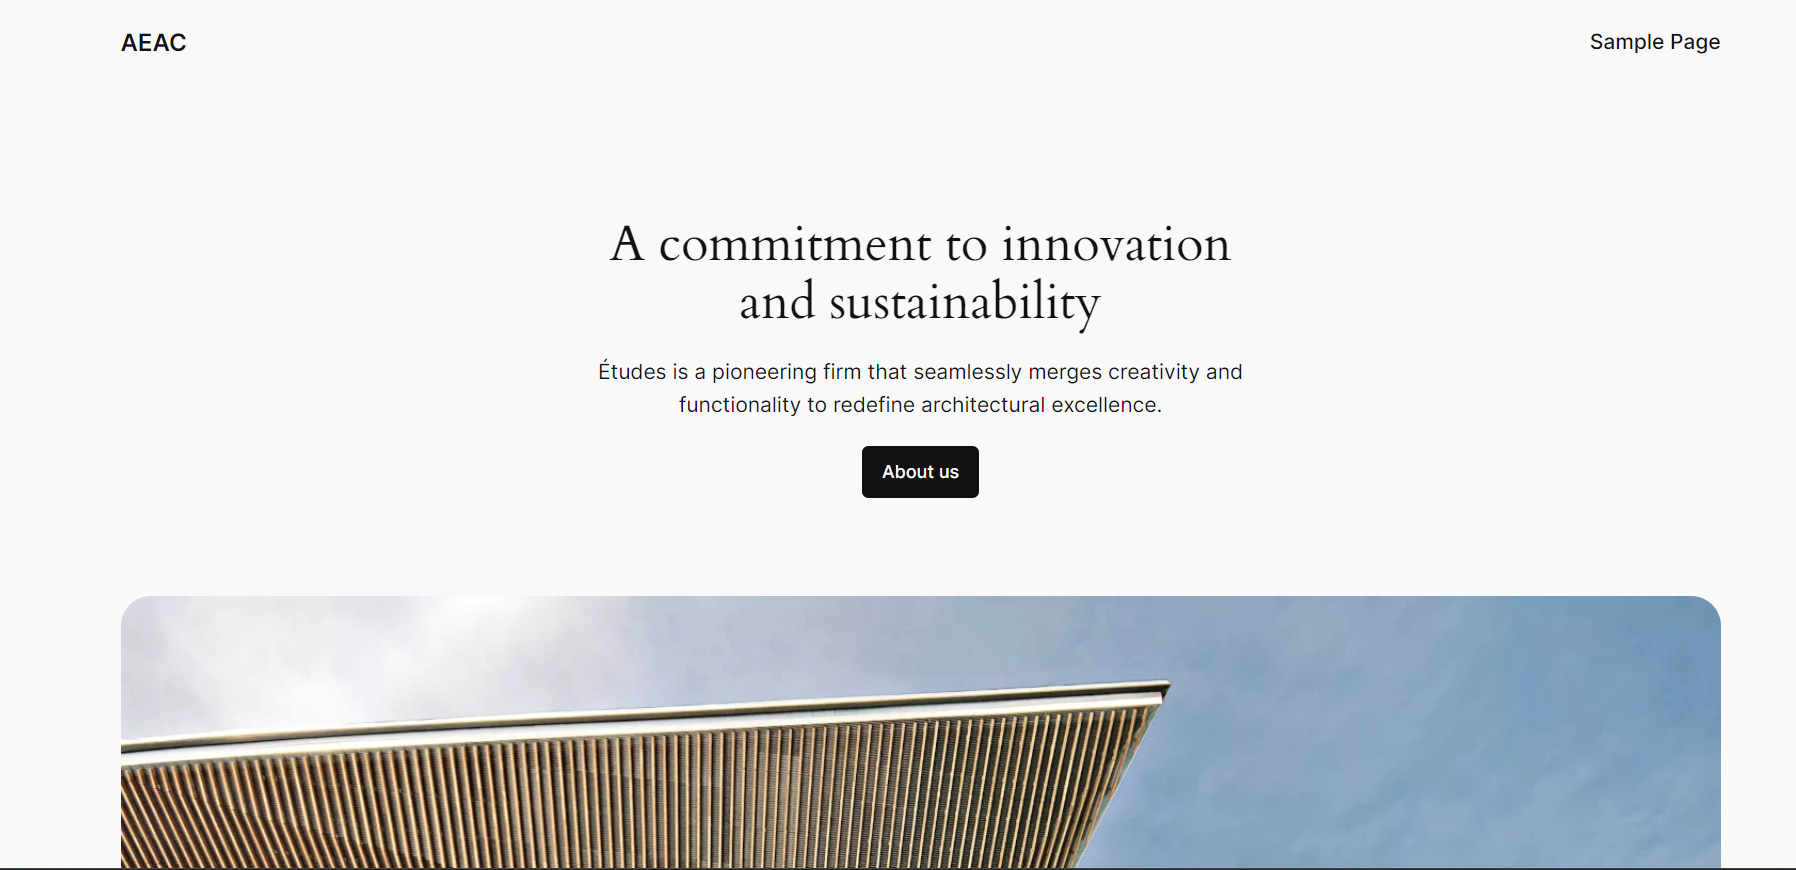 AEAC
Sample Page
A commitment to innovation
and sustainability
Études is a pioneering firm that seamlessly merges creativity and
functionality to redefine architectural excellence.
About us